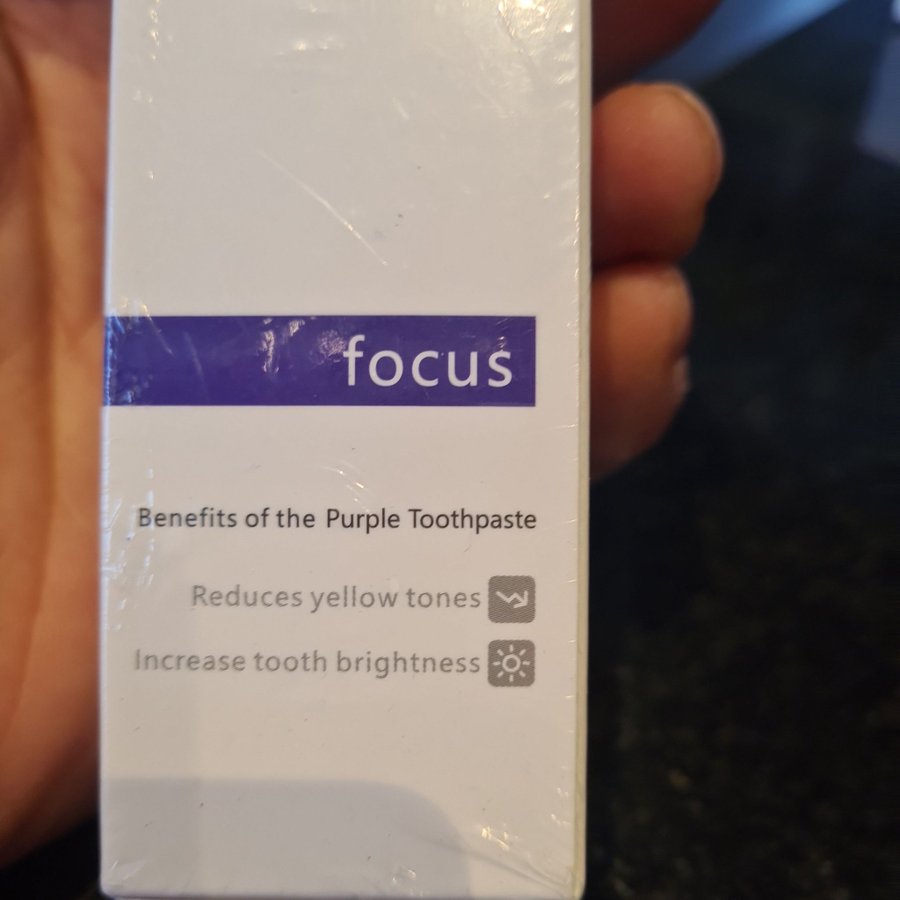 focus
Benefits of the Purple Toothpaste
Reduces yellow tones
Increase tooth brightness